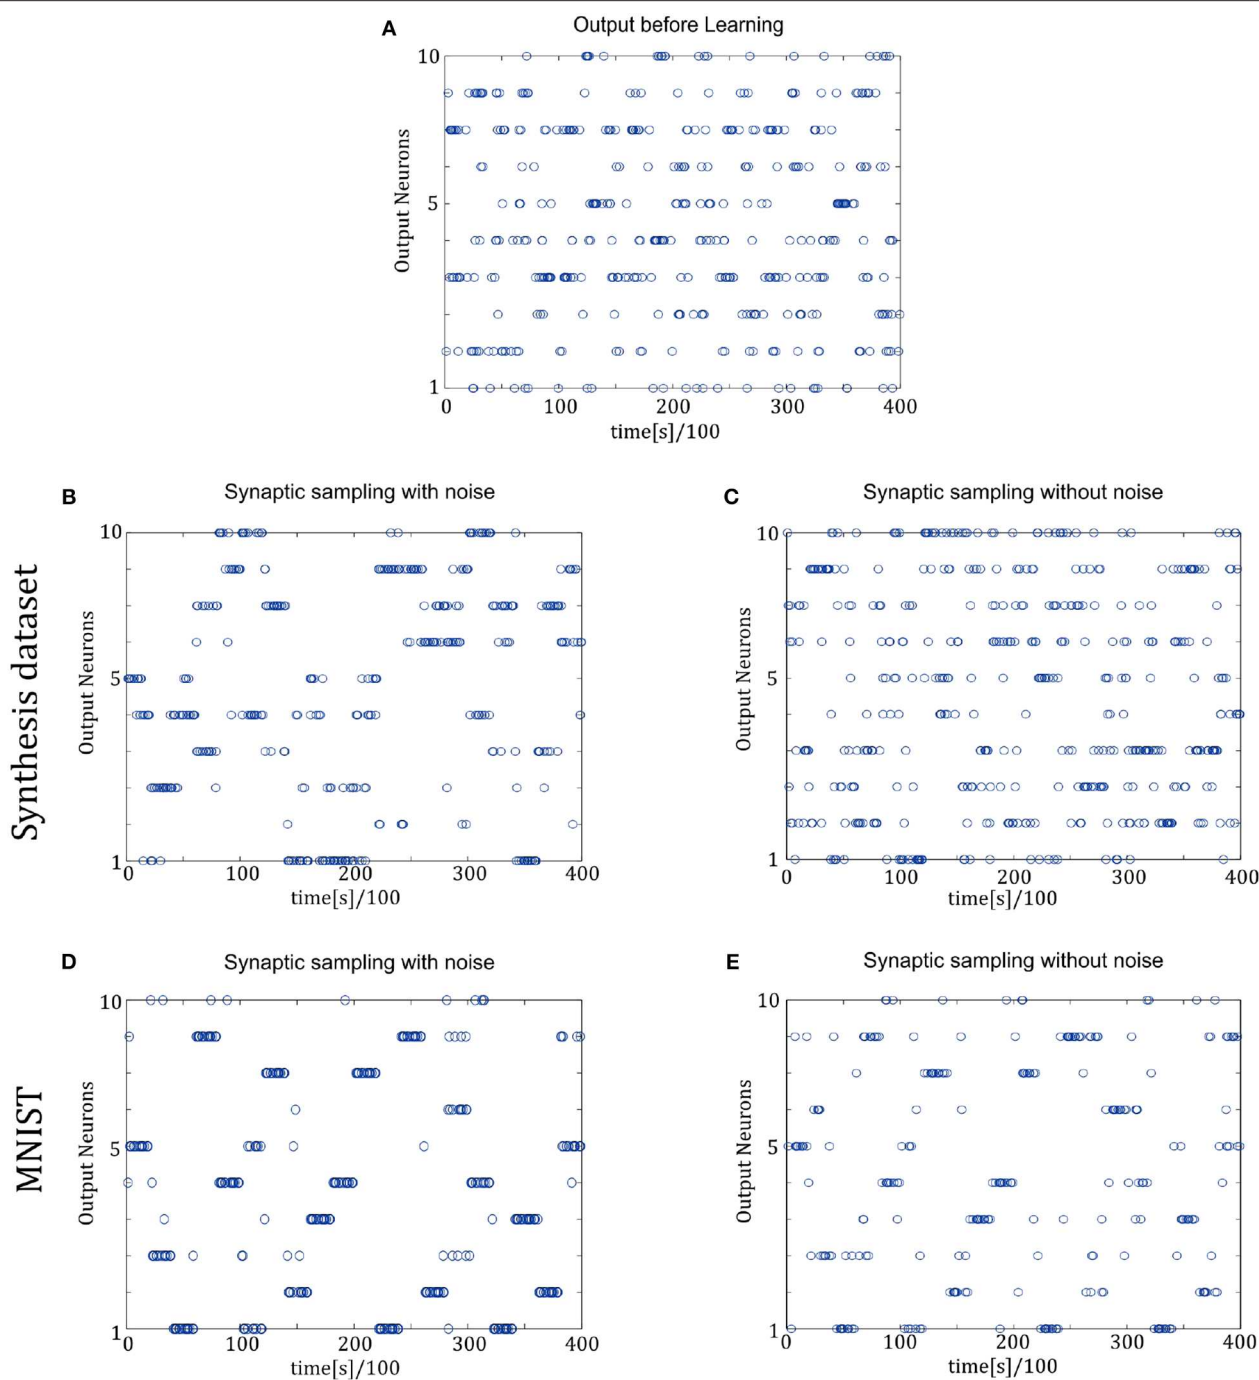 A
Output before Learning
10
5
1
Output Neurons
0 100 200 300 400
time[s]/100
Synthesis dataset
B
Synaptic sampling with noise
10
5
1
Output Neurons
0 100 200 300 400
time[s]/100
C
Synaptic sampling without noise
10
5
1
Output Neurons
0 100 200 300 400
time[s]/100
MNIST
D
Synaptic sampling with noise
10
5
1
Output Neurons
0 100 200 300 400
time[s]/100
E
Synaptic sampling without noise
10
5
1
Output Neurons
0 100 200 300 400
time[s]/100